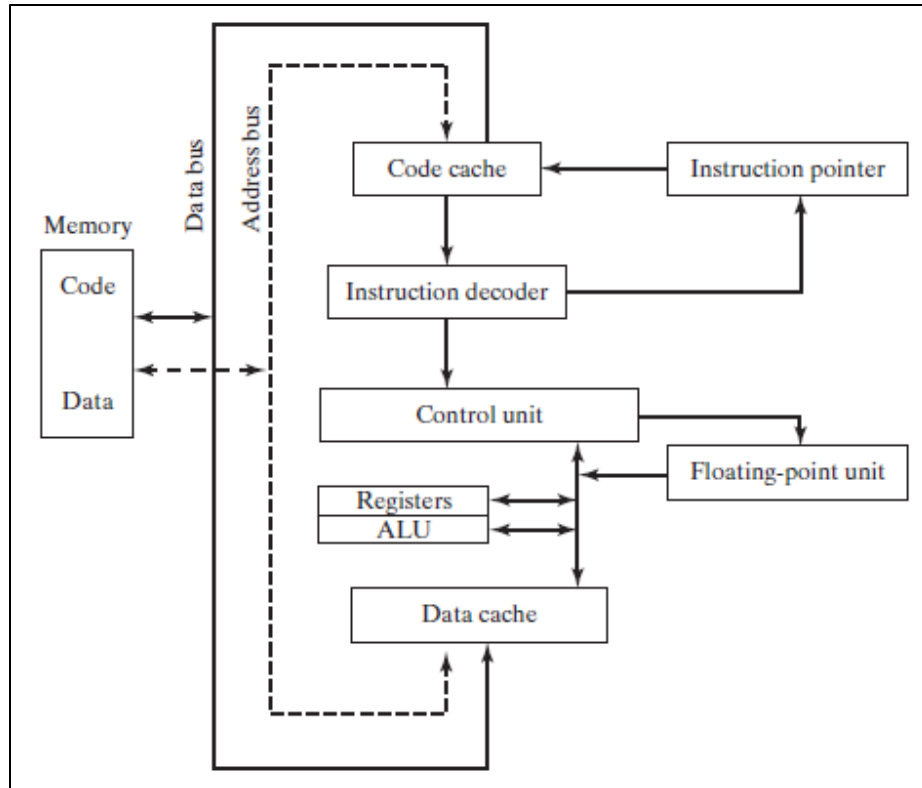 Data bus
Address bus
Code cache
Instruction pointer
Memory
Code
Data
Instruction decoder
Control unit
Floating-point unit
Registers
ALU
Data cache